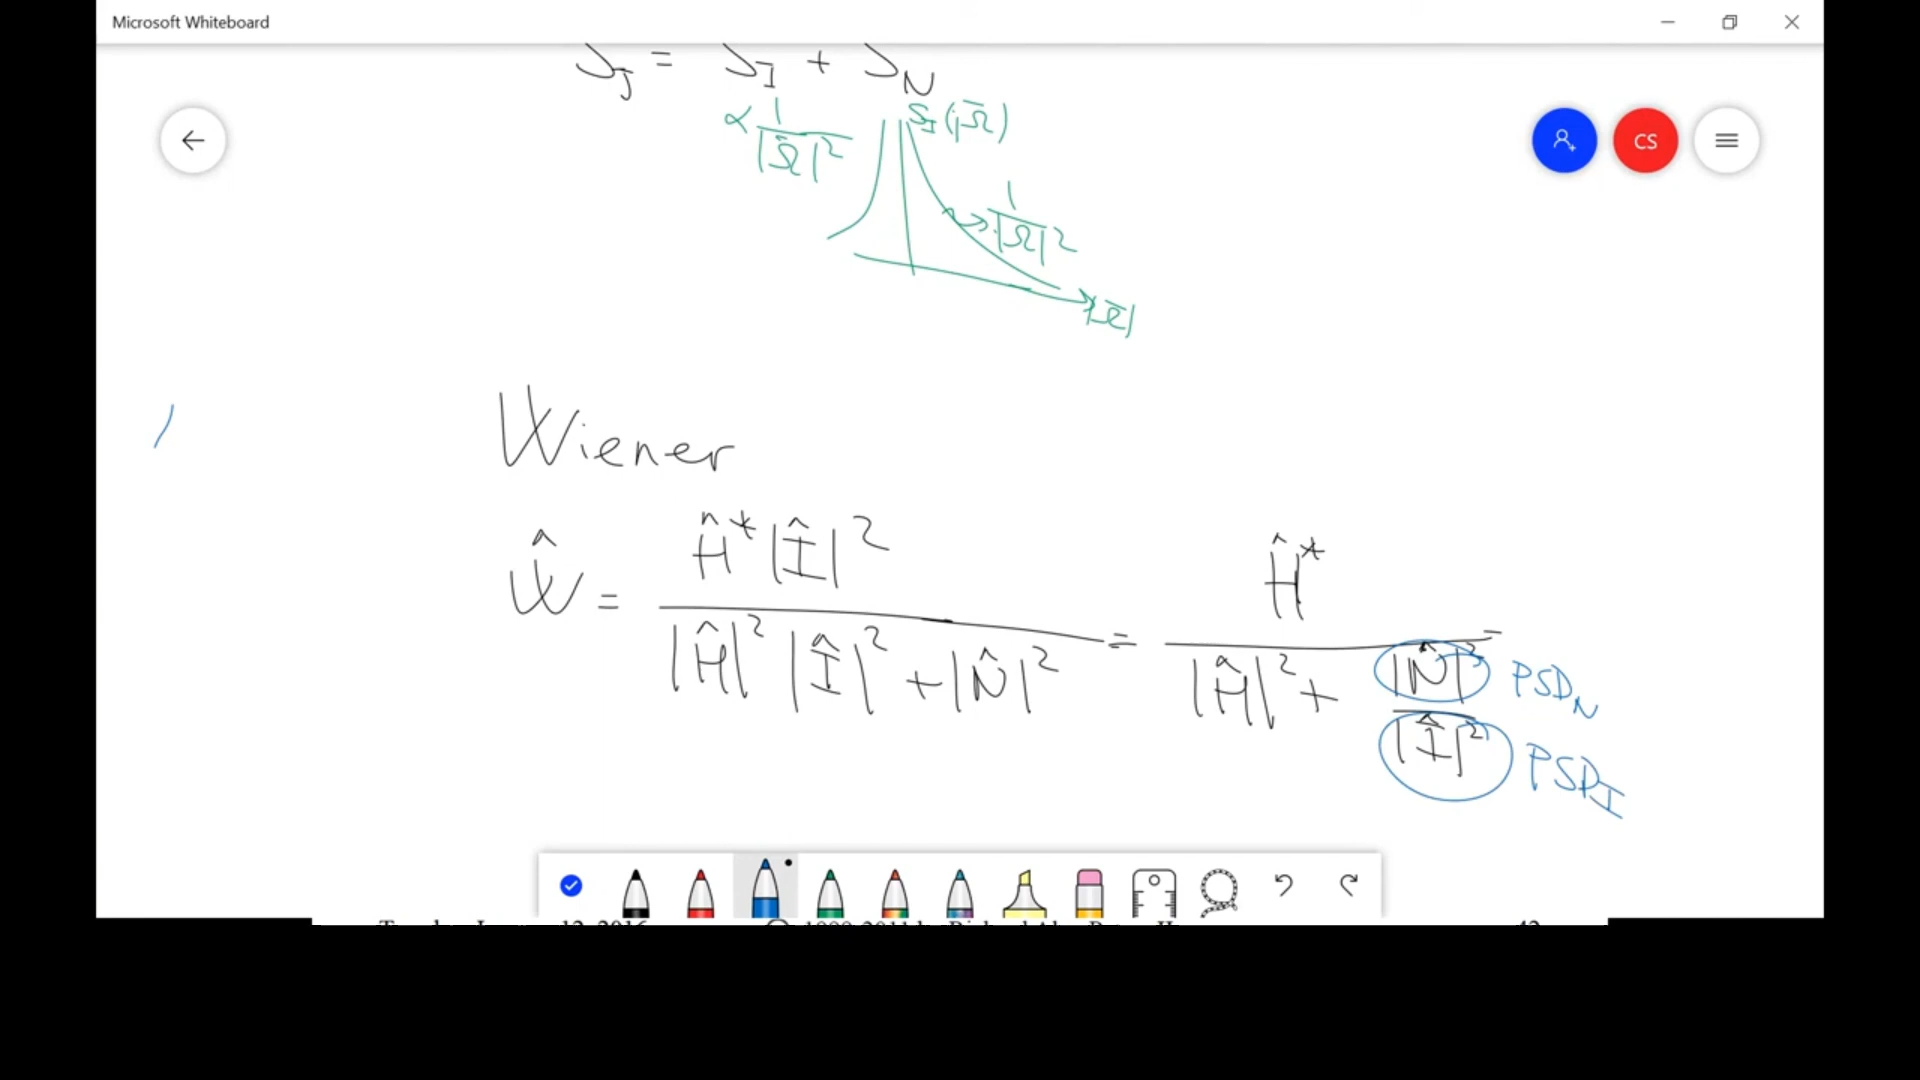 Microsoft Whiteboard
S_J = S_I + S_N
∝ 1/|Ω̄|² S_I(jΩ̄)
1/|Ω̄|²
|Ω̄|
CS
Wiener
Ŵ = Ĥ*|Î|² / (|Ĥ|²|Î|² + |N̂|²) = Ĥ* / (|Ĥ|² + |N̂|²/|Î|²) =
PSD_N
PSD_I